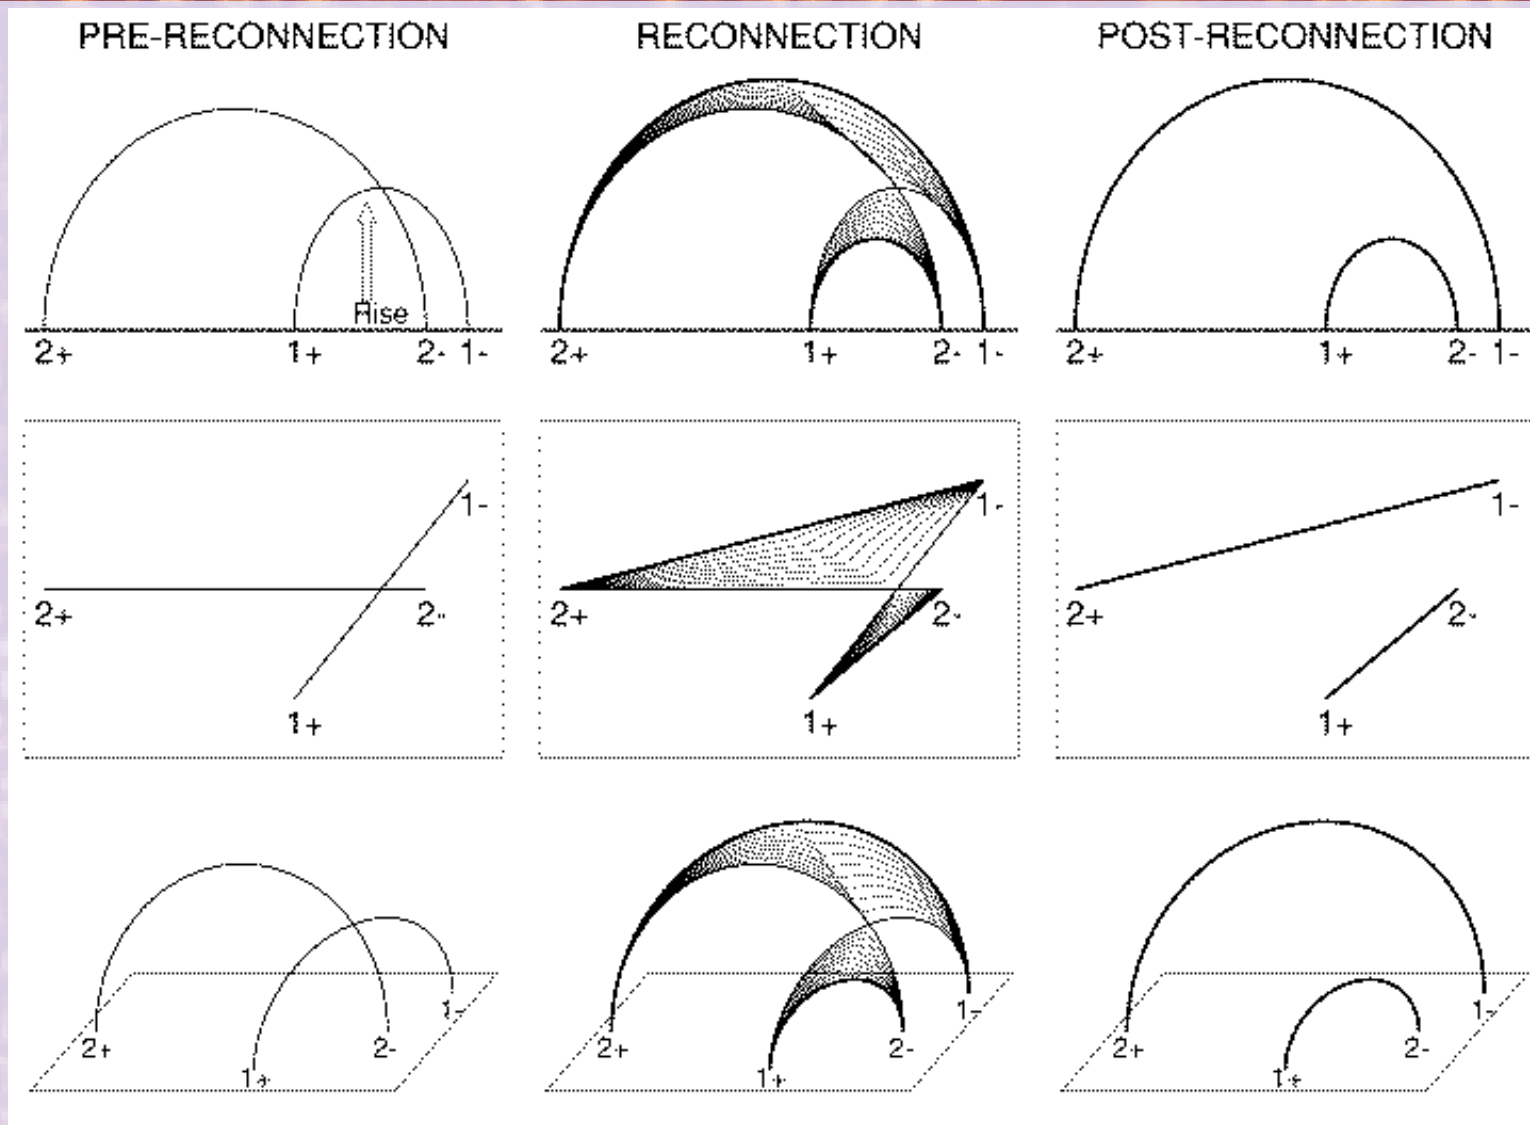 PRE-RECONNECTION RECONNECTION POST-RECONNECTION
Rise
2+ 1+ 2- 1- 2+ 1+ 2- 1- 2+ 1+ 2- 1-
1- 1- 1-
2+ 2- 2+ 2- 2+ 2-
1+ 1+ 1+
1- 1- 1-
2+ 2- 2+ 2- 2+ 2-
1+ 1+ 1+